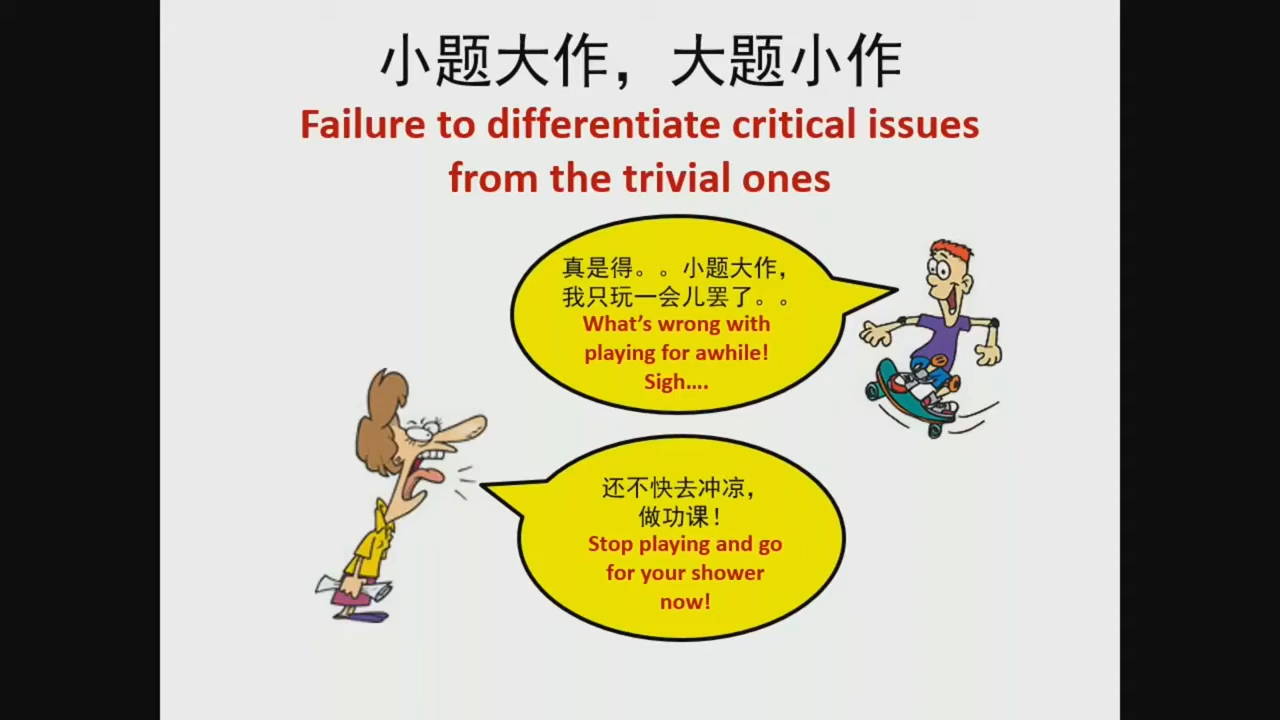 小题大作，大题小作
Failure to differentiate critical issues
from the trivial ones
真是得。。小题大作，
我只玩一会儿罢了。。
What’s wrong with
playing for awhile!
Sigh….
还不快去冲凉，
做功课！
Stop playing and go
for your shower
now!